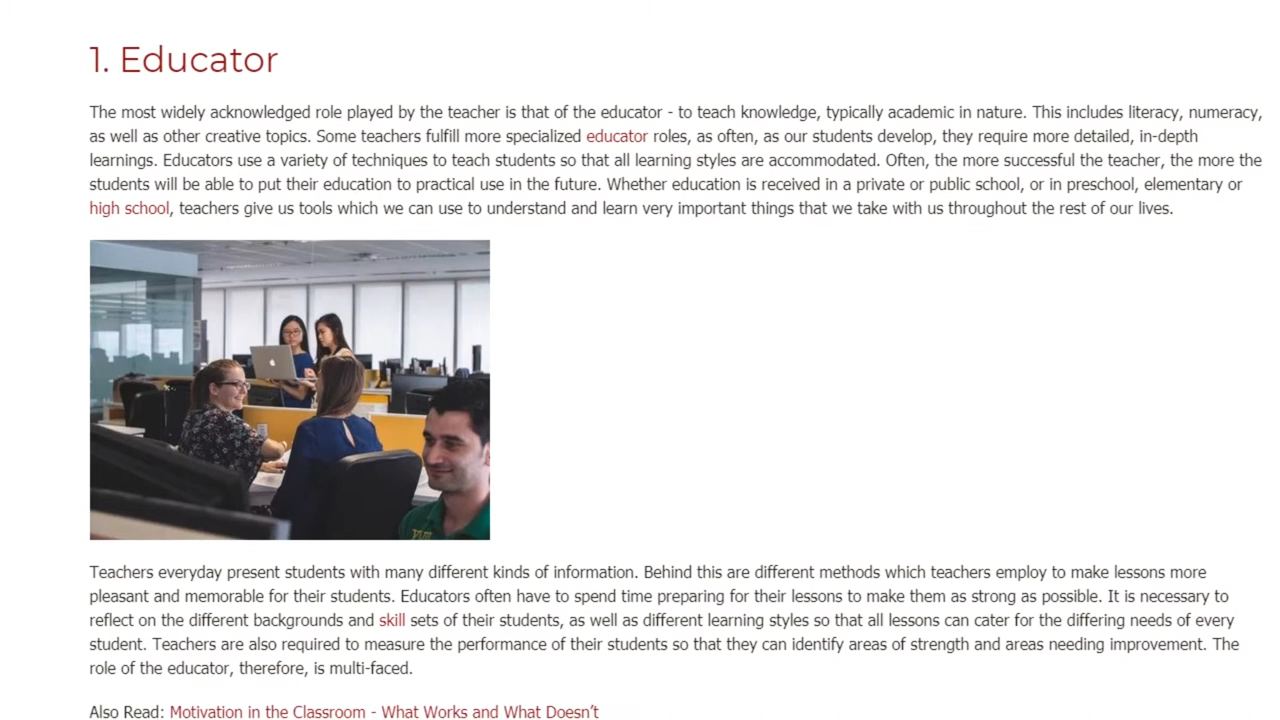 1. Educator
The most widely acknowledged role played by the teacher is that of the educator - to teach knowledge, typically academic in nature. This includes literacy, numeracy,
as well as other creative topics. Some teachers fulfill more specialized educator roles, as often, as our students develop, they require more detailed, in-depth
learnings. Educators use a variety of techniques to teach students so that all learning styles are accommodated. Often, the more successful the teacher, the more the
students will be able to put their education to practical use in the future. Whether education is received in a private or public school, or in preschool, elementary or
high school, teachers give us tools which we can use to understand and learn very important things that we take with us throughout the rest of our lives.
Teachers everyday present students with many different kinds of information. Behind this are different methods which teachers employ to make lessons more
pleasant and memorable for their students. Educators often have to spend time preparing for their lessons to make them as strong as possible. It is necessary to
reflect on the different backgrounds and skill sets of their students, as well as different learning styles so that all lessons can cater for the differing needs of every
student. Teachers are also required to measure the performance of their students so that they can identify areas of strength and areas needing improvement. The
role of the educator, therefore, is multi-faced.
Also Read: Motivation in the Classroom - What Works and What Doesn’t